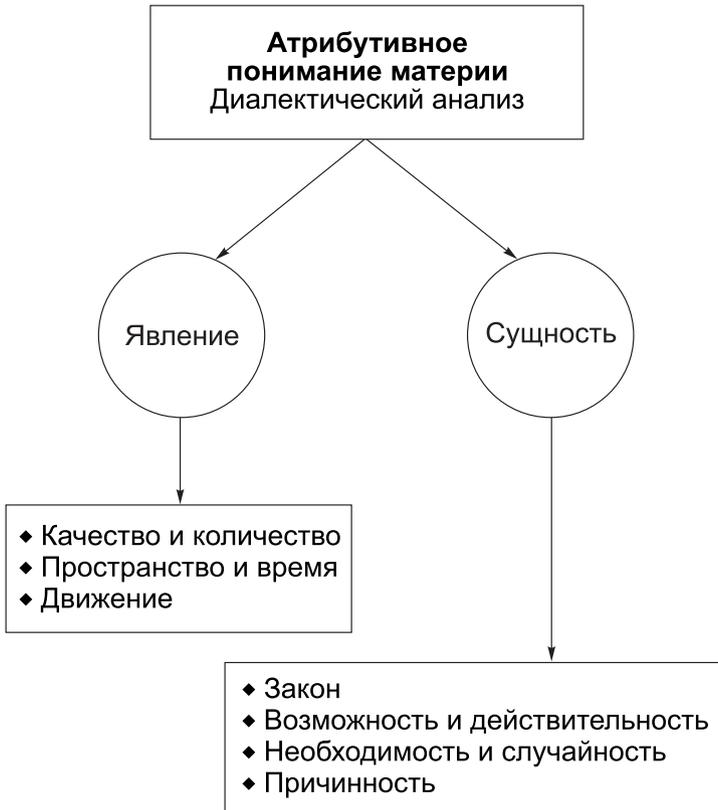 Атрибутивное
понимание материи
Диалектический анализ
Явление
Сущность
◆ Качество и количество
◆ Пространство и время
◆ Движение
◆ Закон
◆ Возможность и действительность
◆ Необходимость и случайность
◆ Причинность